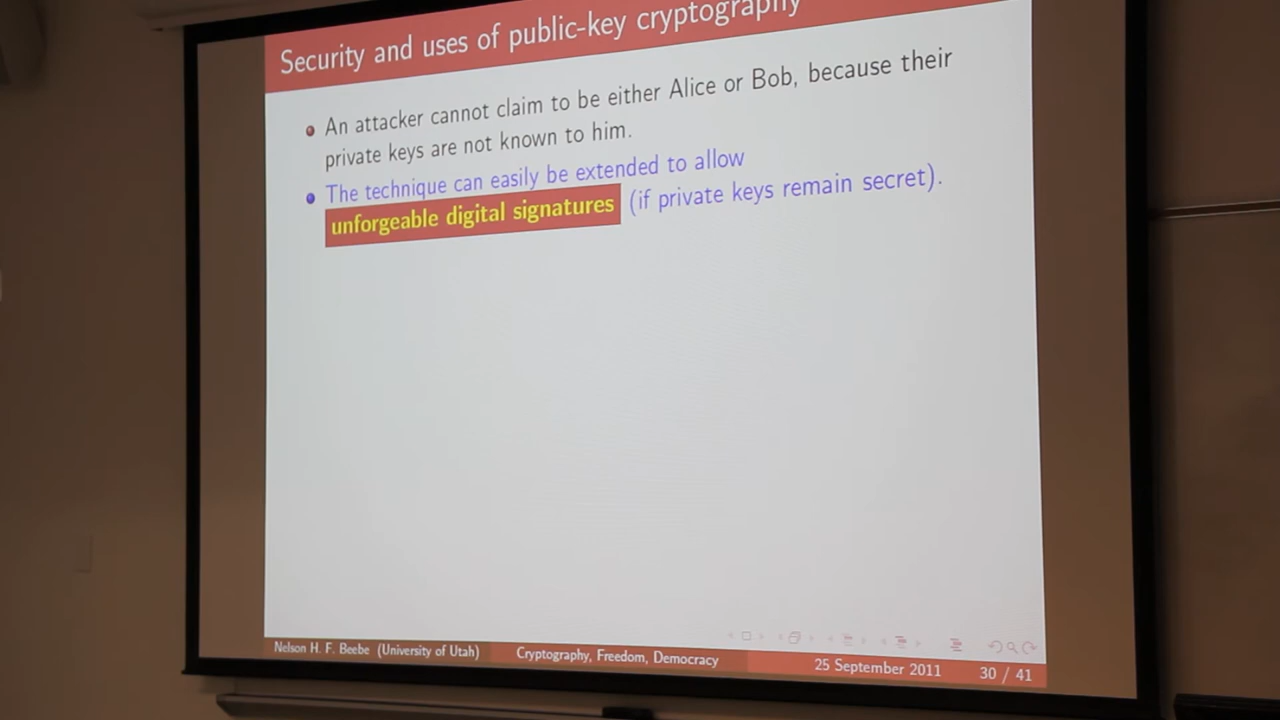 Security and uses of public-key cryptography
An attacker cannot claim to be either Alice or Bob, because their
private keys are not known to him.
The technique can easily be extended to allow
unforgeable digital signatures (if private keys remain secret).
Nelson H. F. Beebe (University of Utah) Cryptography, Freedom, Democracy 25 September 2011 30 / 41